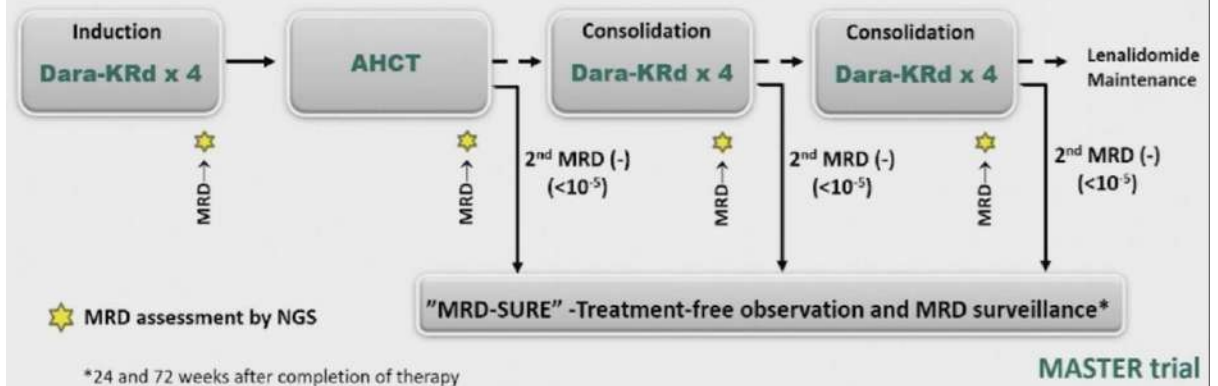 Induction
Dara-KRd x 4
AHCT
Consolidation
Dara-KRd x 4
Consolidation
Dara-KRd x 4
Lenalidomide
Maintenance
MRD
MRD
2nd MRD (-)
(<10-5)
MRD
2nd MRD (-)
(<10-5)
MRD
2nd MRD (-)
(<10-5)
"MRD-SURE" -Treatment-free observation and MRD surveillance*
MRD assessment by NGS
*24 and 72 weeks after completion of therapy
MASTER trial